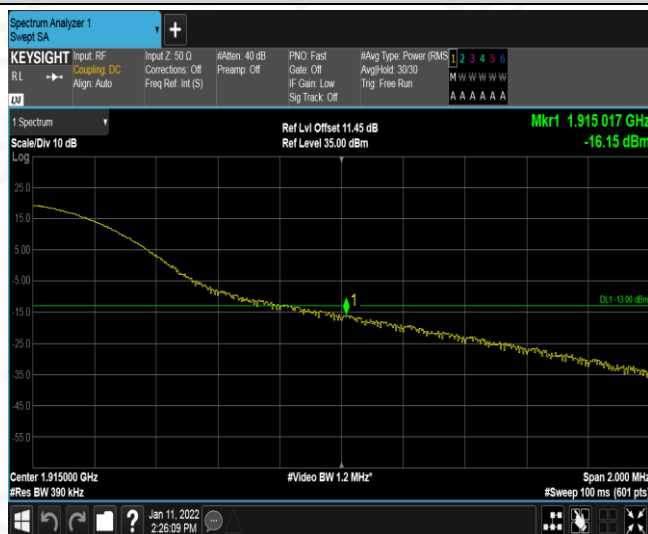 Spectrum Analyzer 1
Swept SA
KEYSIGHT
RL
LXI
Input: RF
Coupling: DC
Align: Auto
Input Z: 50 Ω
Corrections: Off
Freq Ref: Int (S)
#Atten: 40 dB
Preamp: Off
PNO: Fast
Gate: Off
IF Gain: Low
Sig Track: Off
#Avg Type: Power (RMS
Avg|Hold: 30/30
Trig: Free Run
1 2 3 4 5 6
M W W W W W
A A A A A A
1 Spectrum
Scale/Div 10 dB
Log
Ref Lvl Offset 11.45 dB
Ref Level 35.00 dBm
Mkr1 1.915 017 GHz
-16.15 dBm
25.0
15.0
5.00
-5.00
-15.0
-25.0
-35.0
-45.0
-55.0
1
DL1 -13.00 dBm
Center 1.915000 GHz
#Res BW 390 kHz
#Video BW 1.2 MHz*
Span 2.000 MHz
#Sweep 100 ms (601 pts)
?
Jan 11, 2022
2:26:09 PM